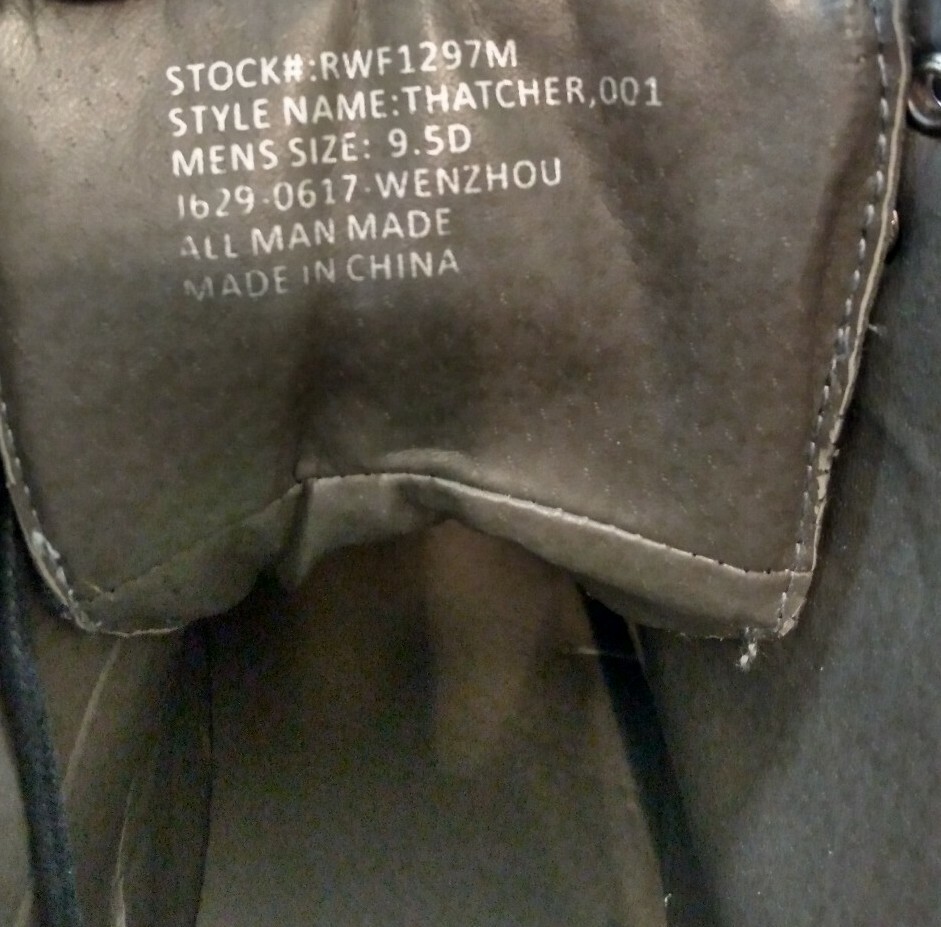 STOCK#:RWF1297M
STYLE NAME:THATCHER,001
MENS SIZE: 9.5D
1629-0617-WENZHOU
ALL MAN MADE
MADE IN CHINA